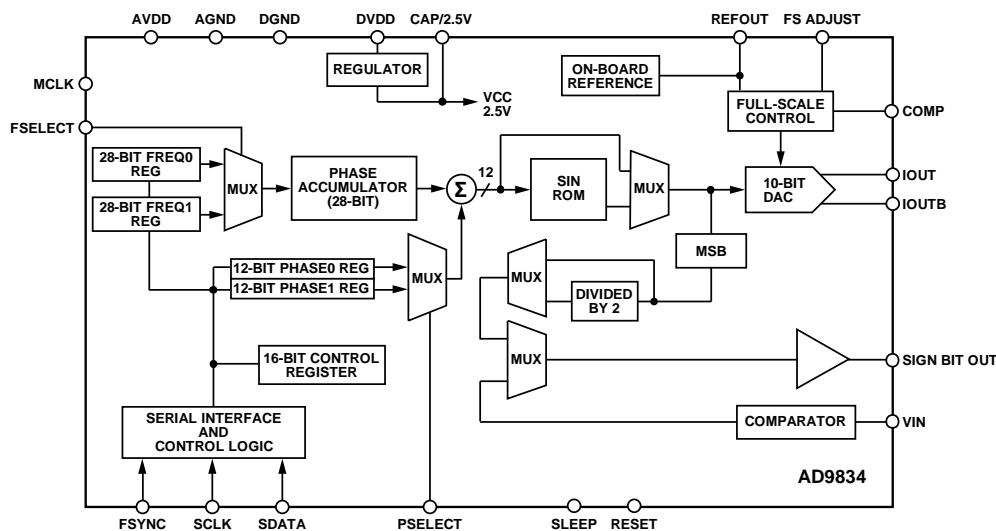 AVDD AGND DGND DVDD CAP/2.5V REFOUT FS ADJUST
MCLK
REGULATOR
VCC
2.5V
ON-BOARD
REFERENCE
FULL-SCALE
CONTROL
COMP
FSELECT
28-BIT FREQ0
REG
28-BIT FREQ1
REG
MUX
PHASE
ACCUMULATOR
(28-BIT)
Σ
12
SIN
ROM
MUX
10-BIT
DAC
IOUT
IOUTB
MSB
12-BIT PHASE0 REG
12-BIT PHASE1 REG
MUX
MUX
DIVIDED
BY 2
16-BIT CONTROL
REGISTER
MUX
SIGN BIT OUT
SERIAL INTERFACE
AND
CONTROL LOGIC
COMPARATOR
VIN
AD9834
FSYNC SCLK SDATA PSELECT SLEEP RESET